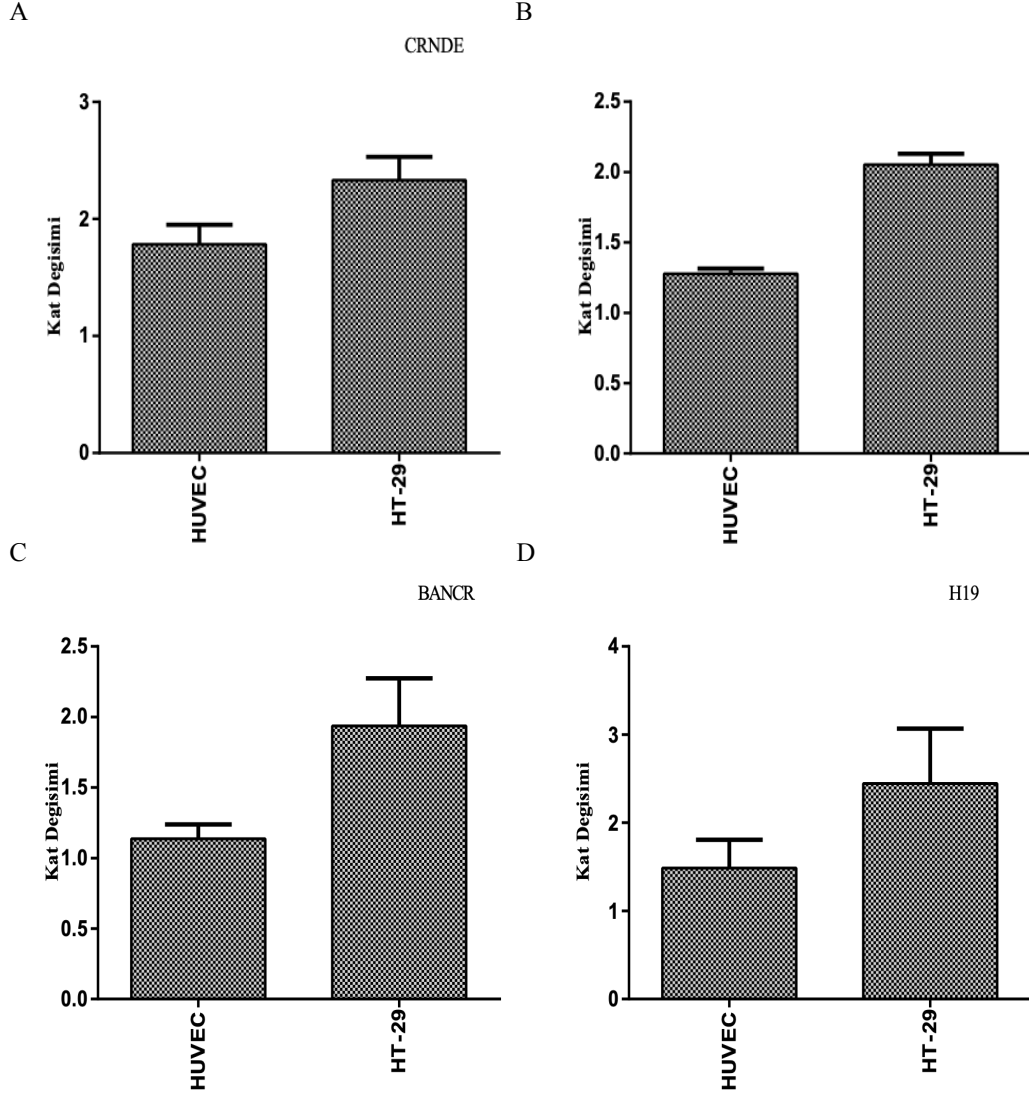 A
B
CRNDE
3
2
1
0
Kat Degisimi
HUVEC
HT-29
2.5
2.0
1.5
1.0
0.5
0.0
Kat Degisimi
HUVEC
HT-29
C
D
BANCR
2.5
2.0
1.5
1.0
0.5
0.0
Kat Degisimi
HUVEC
HT-29
H19
4
3
2
1
0
Kat Degisimi
HUVEC
HT-29